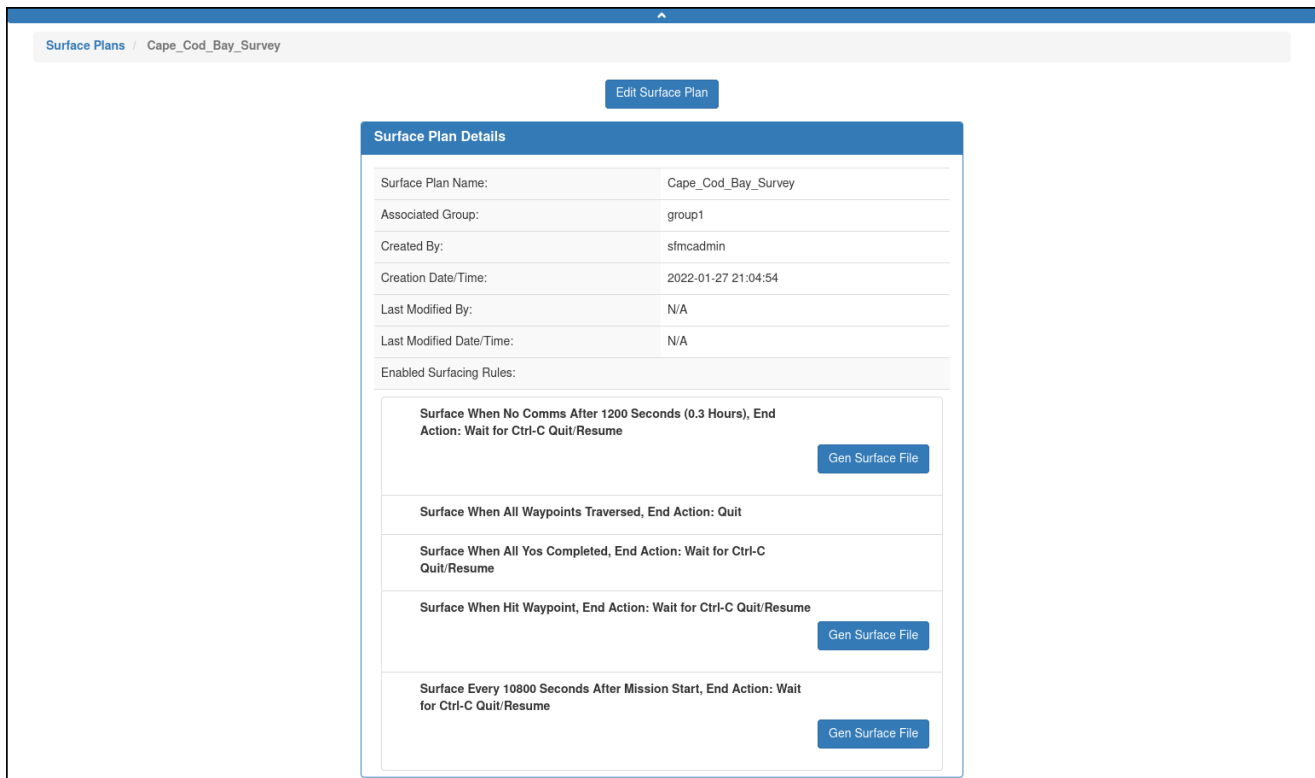 Surface Plans / Cape_Cod_Bay_Survey
Edit Surface Plan
Surface Plan Details
Surface Plan Name: Cape_Cod_Bay_Survey
Associated Group: group1
Created By: sfmcadmin
Creation Date/Time: 2022-01-27 21:04:54
Last Modified By: N/A
Last Modified Date/Time: N/A
Enabled Surfacing Rules:
Surface When No Comms After 1200 Seconds (0.3 Hours), End
Action: Wait for Ctrl-C Quit/Resume
Gen Surface File
Surface When All Waypoints Traversed, End Action: Quit
Surface When All Yos Completed, End Action: Wait for Ctrl-C
Quit/Resume
Surface When Hit Waypoint, End Action: Wait for Ctrl-C Quit/Resume
Gen Surface File
Surface Every 10800 Seconds After Mission Start, End Action: Wait
for Ctrl-C Quit/Resume
Gen Surface File